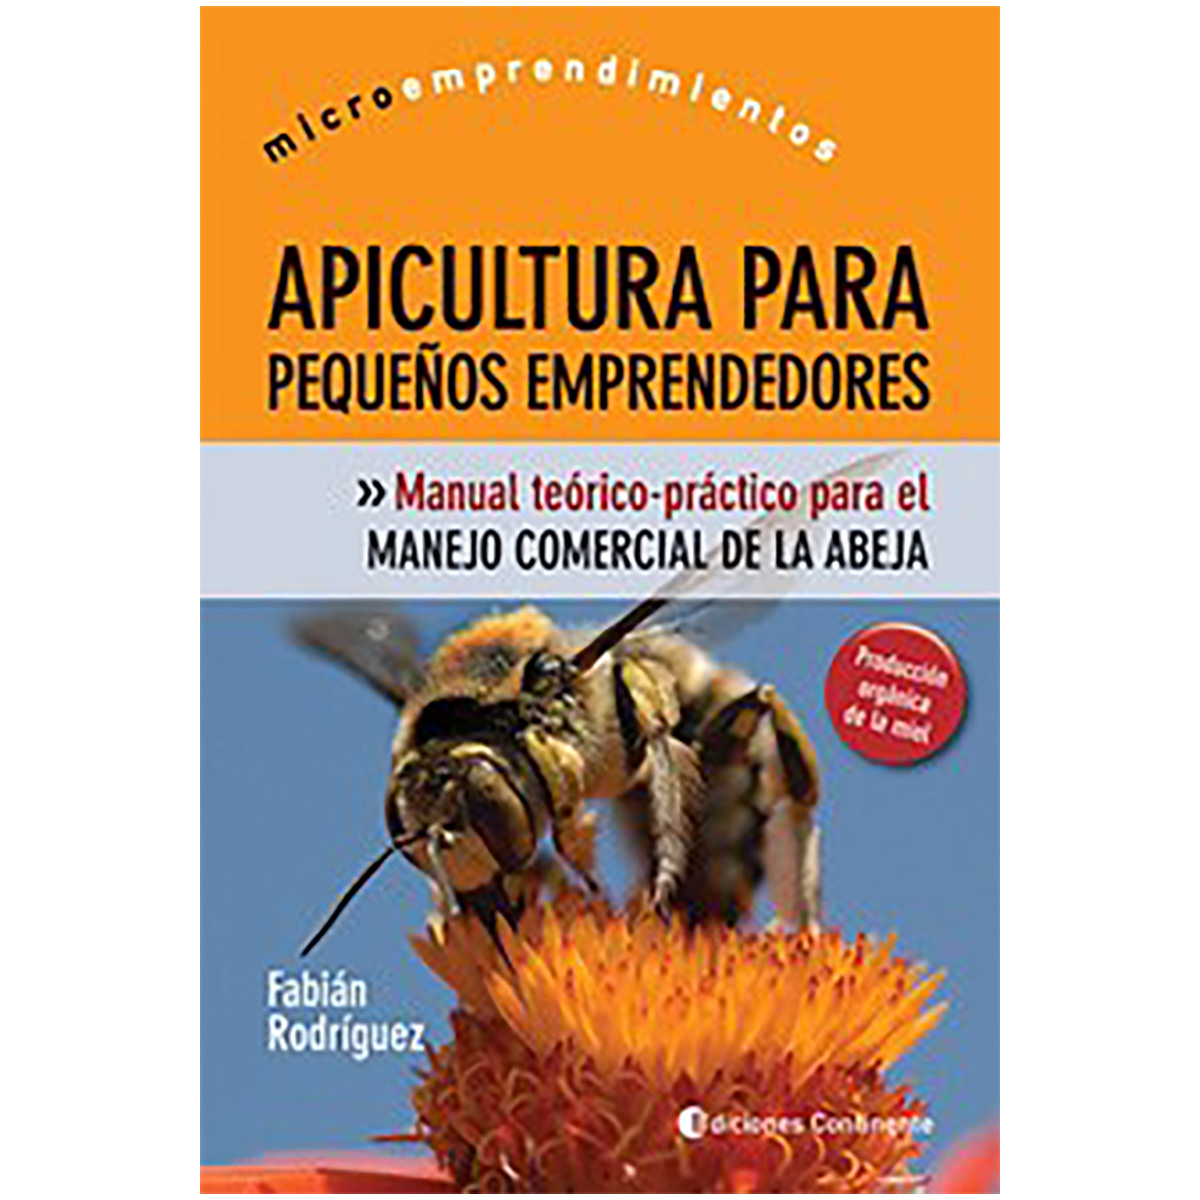 microemprendimientos
APICULTURA PARA
PEQUEÑOS EMPRENDEDORES
» Manual teórico-práctico para el
MANEJO COMERCIAL DE LA ABEJA
Producción
orgánica
de la miel
Fabián
Rodríguez
Ediciones Continente